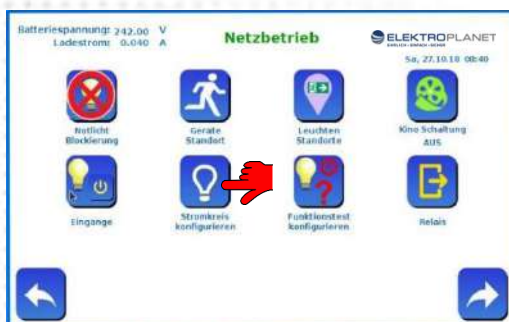 Batteriespannung: 242.00 V
Ladestrom: 0.040 A
Netzbetrieb
ELEKTROPLANET
Sa, 27.10.18 08:40
Notlicht
Blockierung
Geräte
Standort
Leuchten
Standorte
Kino Schaltung
AUS
Eingänge
Stromkreis
konfigurieren
Funktionstest
konfigurieren
Relais